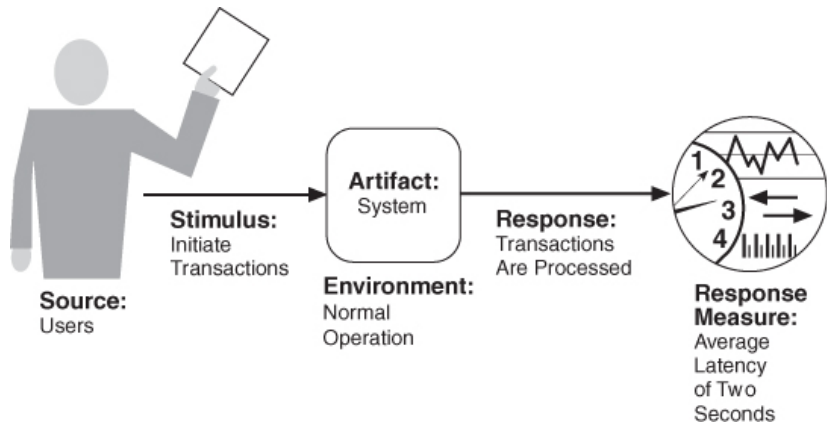 Source:
Users
Stimulus:
Initiate
Transactions
Artifact:
System
Environment:
Normal
Operation
Response:
Transactions
Are Processed
1
2
3
4
Response
Measure:
Average
Latency
of Two
Seconds